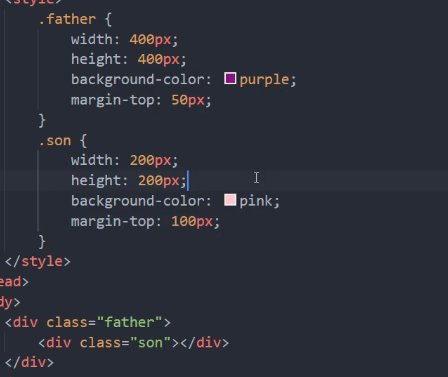 <style>
.father {
width: 400px;
height: 400px;
background-color: purple;
margin-top: 50px;
}
.son {
width: 200px;
height: 200px;
background-color: pink;
margin-top: 100px;
}
</style>
ead>
dy>
<div class="father">
<div class="son"></div>
</div>